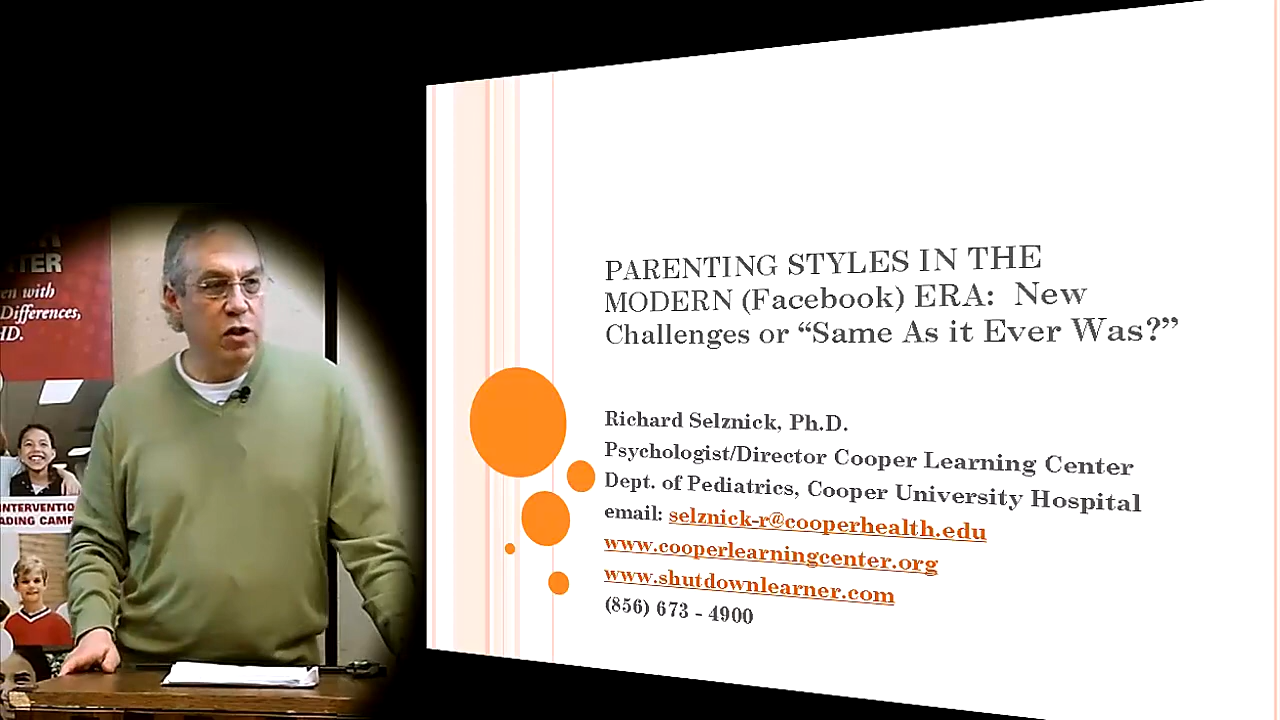 TER
en with
Differences,
HD.
INTERVENTIO
ADING CAMP
PARENTING STYLES IN THE
MODERN (Facebook) ERA: New
Challenges or “Same As it Ever Was?”
Richard Selznick, Ph.D.
Psychologist/Director Cooper Learning Center
Dept. of Pediatrics, Cooper University Hospital
email: selznick-r@cooperhealth.edu
www.cooperlearningcenter.org
www.shutdownlearner.com
(856) 673 - 4900